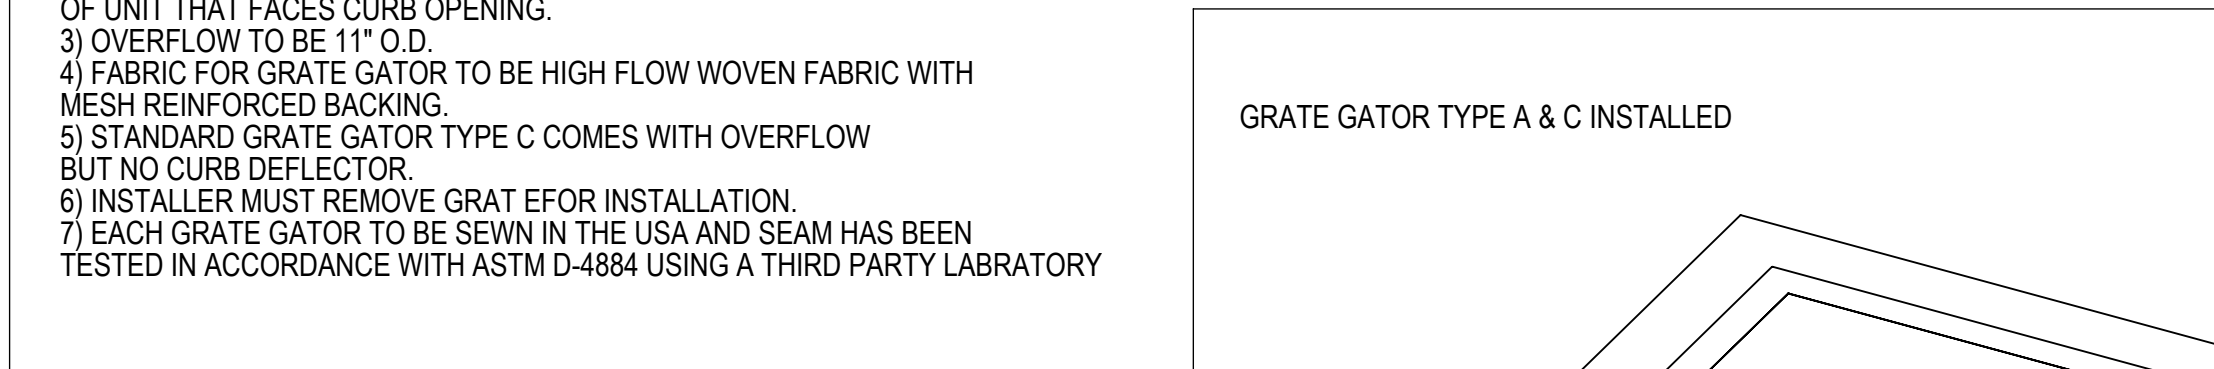 OF UNIT THAT FACES CURB OPENING.
3) OVERFLOW TO BE 11" O.D.
4) FABRIC FOR GRATE GATOR TO BE HIGH FLOW WOVEN FABRIC WITH
MESH REINFORCED BACKING.
5) STANDARD GRATE GATOR TYPE C COMES WITH OVERFLOW
BUT NO CURB DEFLECTOR.
6) INSTALLER MUST REMOVE GRAT EFOR INSTALLATION.
7) EACH GRATE GATOR TO BE SEWN IN THE USA AND SEAM HAS BEEN
TESTED IN ACCORDANCE WITH ASTM D-4884 USING A THIRD PARTY LABRATORY
GRATE GATOR TYPE A & C INSTALLED